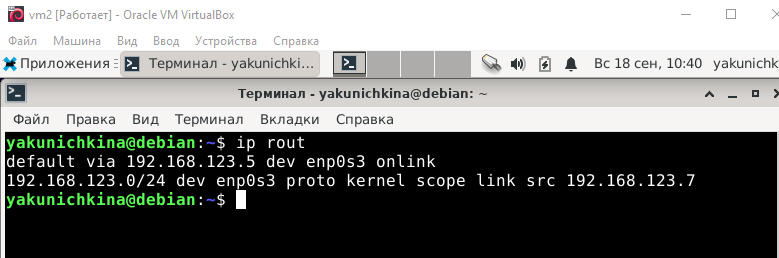 vm2 [Работает] - Oracle VM VirtualBox
Файл Машина Вид Ввод Устройства Справка
Приложения Терминал - yakunichki... Вс 18 сен, 10:40 yakunichki
Терминал - yakunichkina@debian: ~
Файл Правка Вид Терминал Вкладки Справка
yakunichkina@debian:~$ ip rout
default via 192.168.123.5 dev enp0s3 onlink
192.168.123.0/24 dev enp0s3 proto kernel scope link src 192.168.123.7
yakunichkina@debian:~$